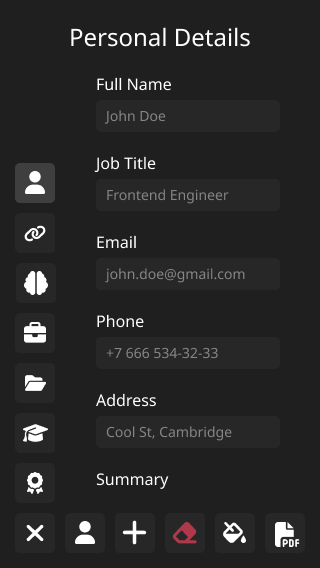 Personal Details
Full Name
John Doe
Job Title
Frontend Engineer
Email
john.doe@gmail.com
Phone
+7 666 534-32-33
Address
Cool St, Cambridge
Summary
PDF